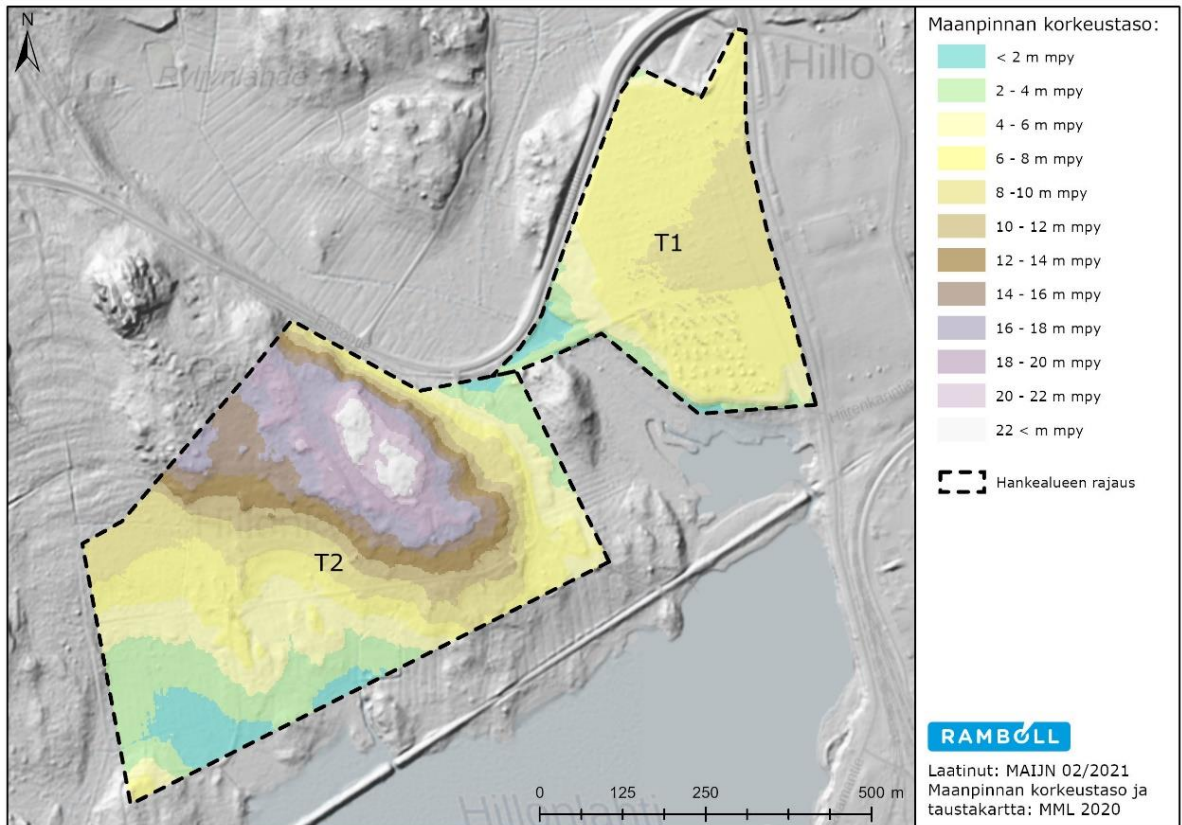 N
Hillo
T1
T2
Hillonlahti
0 125 250 500 m
Maanpinnan korkeustaso:
< 2 m mpy
2 - 4 m mpy
4 - 6 m mpy
6 - 8 m mpy
8 -10 m mpy
10 - 12 m mpy
12 - 14 m mpy
14 - 16 m mpy
16 - 18 m mpy
18 - 20 m mpy
20 - 22 m mpy
22 < m mpy
Hankealueen rajaus
RAMBOLL
Laatinut: MAIJN 02/2021
Maanpinnan korkeustaso ja
taustakartta: MML 2020